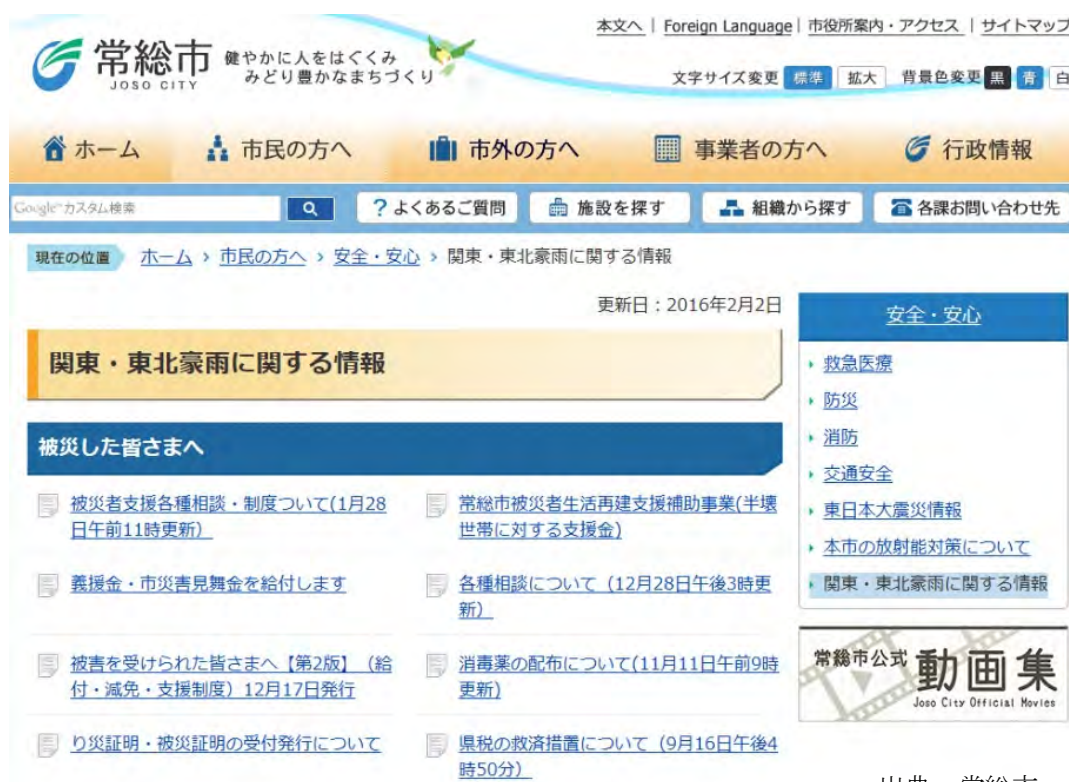 本文へ | Foreign Language | 市役所案内・アクセス | サイトマップ
常総市
JOSO CITY
健やかに人をはぐくみ
みどり豊かなまちづくり
文字サイズ変更 標準 拡大 背景色変更 黒 青 白
ホーム 市民の方へ 市外の方へ 事業者の方へ 行政情報
Google カスタム検索 ?よくあるご質問 施設を探す 組織から探す 各課お問い合わせ先
現在の位置 ホーム › 市民の方へ › 安全・安心 › 関東・東北豪雨に関する情報
更新日：2016年2月2日
関東・東北豪雨に関する情報
被災した皆さまへ
被災者支援各種相談・制度ついて(1月28
日午前11時更新）
常総市被災者生活再建支援補助事業(半壊
世帯に対する支援金)
義援金・市災害見舞金を給付します
各種相談について（12月28日午後3時更
新）
被害を受けられた皆さまへ【第2版】（給
付・減免・支援制度）12月17日発行
消毒薬の配布について(11月11日午前9時
更新)
り災証明・被災証明の受付発行について
県税の救済措置について（9月16日午後4
時50分）
安全・安心
救急医療
防災
消防
交通安全
東日本大震災情報
本市の放射能対策について
関東・東北豪雨に関する情報
常総市公式 動画集
Joso City Official Movies